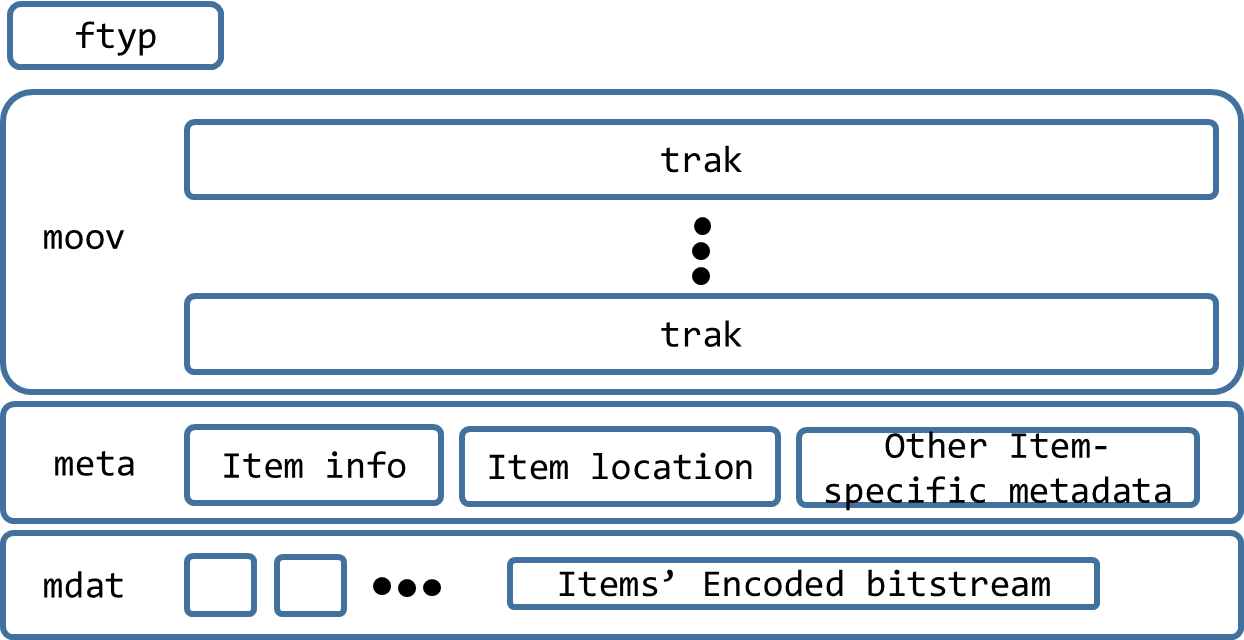 ftyp
moov
trak
trak
meta
Item info
Item location
Other Item-
specific metadata
mdat
Items’ Encoded bitstream